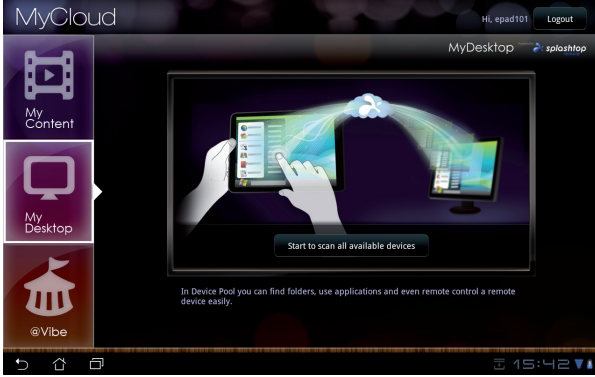 MyCloud
Hi, epad101
Logout
MyDesktop
splashtop
My
Content
My
Desktop
@Vibe
Start to scan all available devices
In Device Pool you can find folders, use applications and even remote control a remote
device easily.
15:42